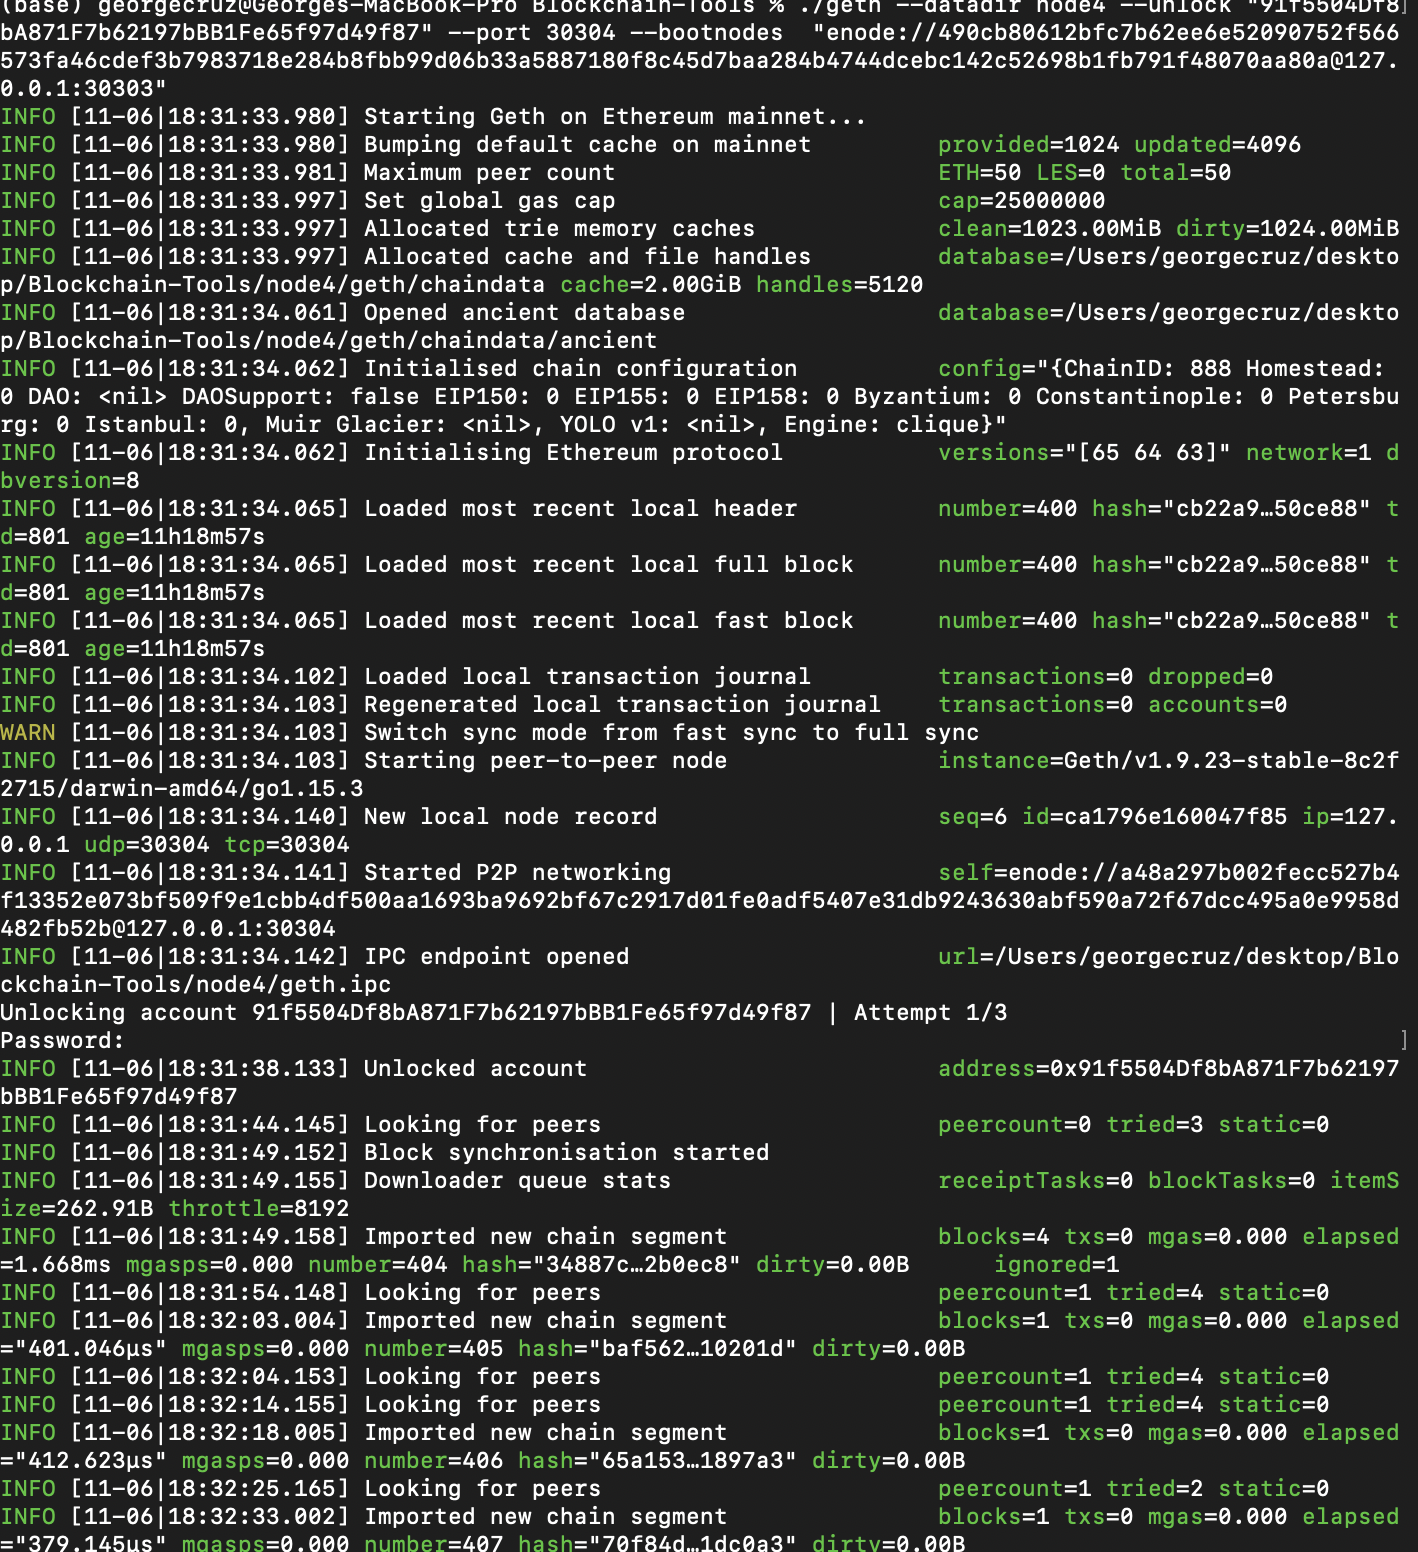 (base) georgecruz@Georges-MacBook-Pro Blockchain-Tools % ./geth --datadir node4 --unlock "91f5504Df8]
bA871F7b62197bBB1Fe65f97d49f87" --port 30304 --bootnodes  "enode://490cb80612bfc7b62ee6e52090752f566
573fa46cdef3b7983718e284b8fbb99d06b33a5887180f8c45d7baa284b4744dcebc142c52698b1fb791f48070aa80a@127.
0.0.1:30303"
INFO [11-06|18:31:33.980] Starting Geth on Ethereum mainnet...
INFO [11-06|18:31:33.980] Bumping default cache on mainnet         provided=1024 updated=4096
INFO [11-06|18:31:33.981] Maximum peer count                       ETH=50 LES=0 total=50
INFO [11-06|18:31:33.997] Set global gas cap                       cap=25000000
INFO [11-06|18:31:33.997] Allocated trie memory caches             clean=1023.00MiB dirty=1024.00MiB
INFO [11-06|18:31:33.997] Allocated cache and file handles         database=/Users/georgecruz/deskto
p/Blockchain-Tools/node4/geth/chaindata cache=2.00GiB handles=5120
INFO [11-06|18:31:34.061] Opened ancient database                  database=/Users/georgecruz/deskto
p/Blockchain-Tools/node4/geth/chaindata/ancient
INFO [11-06|18:31:34.062] Initialised chain configuration          config="{ChainID: 888 Homestead: 
0 DAO: <nil> DAOSupport: false EIP150: 0 EIP155: 0 EIP158: 0 Byzantium: 0 Constantinople: 0 Petersbu
rg: 0 Istanbul: 0, Muir Glacier: <nil>, YOLO v1: <nil>, Engine: clique}"
INFO [11-06|18:31:34.062] Initialising Ethereum protocol           versions="[65 64 63]" network=1 d
bversion=8
INFO [11-06|18:31:34.065] Loaded most recent local header          number=400 hash="cb22a9…50ce88" t
d=801 age=11h18m57s
INFO [11-06|18:31:34.065] Loaded most recent local full block      number=400 hash="cb22a9…50ce88" t
d=801 age=11h18m57s
INFO [11-06|18:31:34.065] Loaded most recent local fast block      number=400 hash="cb22a9…50ce88" t
d=801 age=11h18m57s
INFO [11-06|18:31:34.102] Loaded local transaction journal         transactions=0 dropped=0
INFO [11-06|18:31:34.103] Regenerated local transaction journal    transactions=0 accounts=0
WARN [11-06|18:31:34.103] Switch sync mode from fast sync to full sync
INFO [11-06|18:31:34.103] Starting peer-to-peer node               instance=Geth/v1.9.23-stable-8c2f
2715/darwin-amd64/go1.15.3
INFO [11-06|18:31:34.140] New local node record                    seq=6 id=ca1796e160047f85 ip=127.
0.0.1 udp=30304 tcp=30304
INFO [11-06|18:31:34.141] Started P2P networking                   self=enode://a48a297b002fecc527b4
f13352e073bf509f9e1cbb4df500aa1693ba9692bf67c2917d01fe0adf5407e31db9243630abf590a72f67dcc495a0e9958d
482fb52b@127.0.0.1:30304
INFO [11-06|18:31:34.142] IPC endpoint opened                      url=/Users/georgecruz/desktop/Blo
ckchain-Tools/node4/geth.ipc
Unlocking account 91f5504Df8bA871F7b62197bBB1Fe65f97d49f87 | Attempt 1/3
Password: ]
INFO [11-06|18:31:38.133] Unlocked account                         address=0x91f5504Df8bA871F7b62197
bBB1Fe65f97d49f87
INFO [11-06|18:31:44.145] Looking for peers                        peercount=0 tried=3 static=0
INFO [11-06|18:31:49.152] Block synchronisation started
INFO [11-06|18:31:49.155] Downloader queue stats                   receiptTasks=0 blockTasks=0 itemS
ize=262.91B throttle=8192
INFO [11-06|18:31:49.158] Imported new chain segment               blocks=4 txs=0 mgas=0.000 elapsed
=1.668ms mgasps=0.000 number=404 hash="34887c…2b0ec8" dirty=0.00B      ignored=1
INFO [11-06|18:31:54.148] Looking for peers                        peercount=1 tried=4 static=0
INFO [11-06|18:32:03.004] Imported new chain segment               blocks=1 txs=0 mgas=0.000 elapsed
="401.046µs" mgasps=0.000 number=405 hash="baf562…10201d" dirty=0.00B
INFO [11-06|18:32:04.153] Looking for peers                        peercount=1 tried=4 static=0
INFO [11-06|18:32:14.155] Looking for peers                        peercount=1 tried=4 static=0
INFO [11-06|18:32:18.005] Imported new chain segment               blocks=1 txs=0 mgas=0.000 elapsed
="412.623µs" mgasps=0.000 number=406 hash="65a153…1897a3" dirty=0.00B
INFO [11-06|18:32:25.165] Looking for peers                        peercount=1 tried=2 static=0
INFO [11-06|18:32:33.002] Imported new chain segment               blocks=1 txs=0 mgas=0.000 elapsed
="379.145µs" mgasps=0.000 number=407 hash="70f84d…1dc0a3" dirty=0.00B